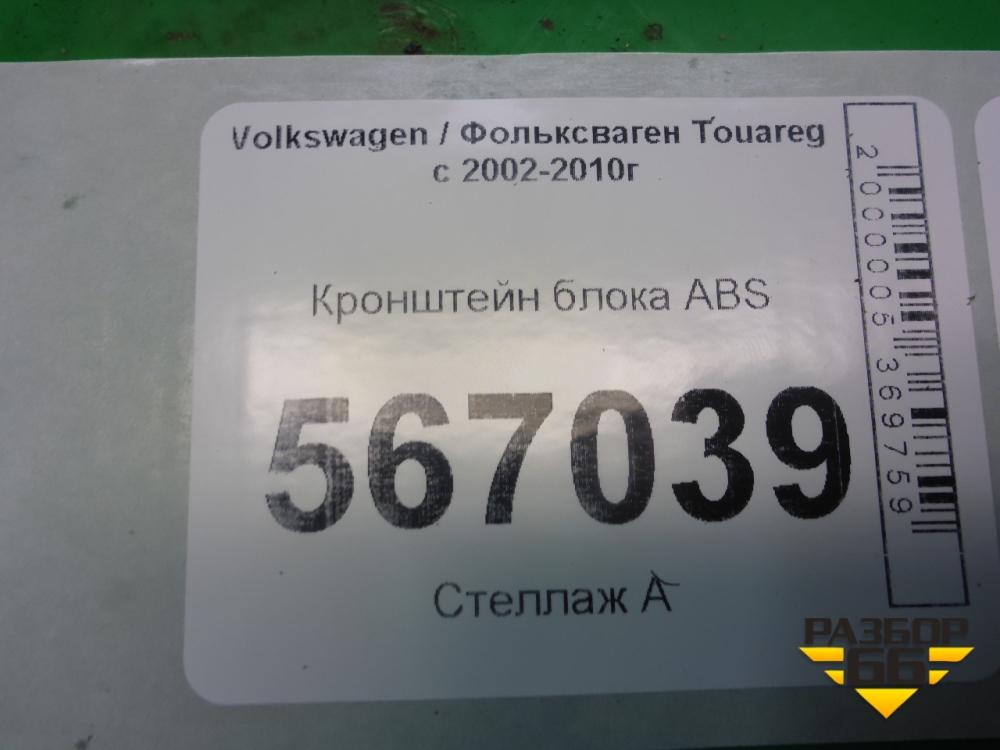 Volkswagen / Фольксваген Touareg
с 2002-2010г
Кронштейн блока ABS
567039
Стеллаж А
2000005369759
РАЗБОР
66